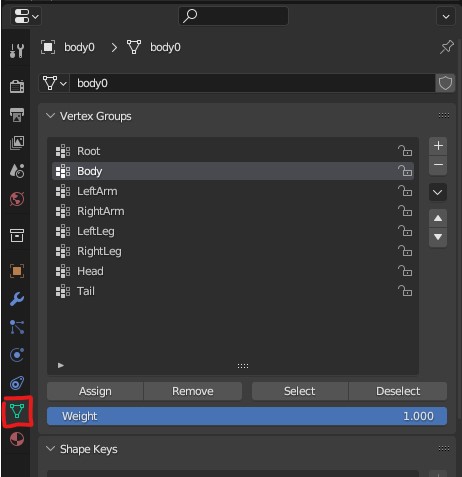 body0 > body0
body0
Vertex Groups
Root
Body
LeftArm
RightArm
LeftLeg
RightLeg
Head
Tail
Assign Remove Select Deselect
Weight 1.000
Shape Keys